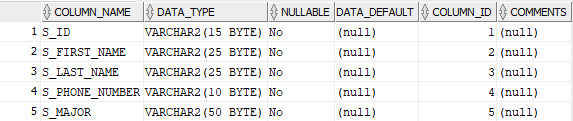 COLUMN_NAME DATA_TYPE NULLABLE DATA_DEFAULT COLUMN_ID COMMENTS
1 S_ID VARCHAR2(15 BYTE) No (null) 1 (null)
2 S_FIRST_NAME VARCHAR2(25 BYTE) No (null) 2 (null)
3 S_LAST_NAME VARCHAR2(25 BYTE) No (null) 3 (null)
4 S_PHONE_NUMBER VARCHAR2(10 BYTE) No (null) 4 (null)
5 S_MAJOR VARCHAR2(50 BYTE) No (null) 5 (null)